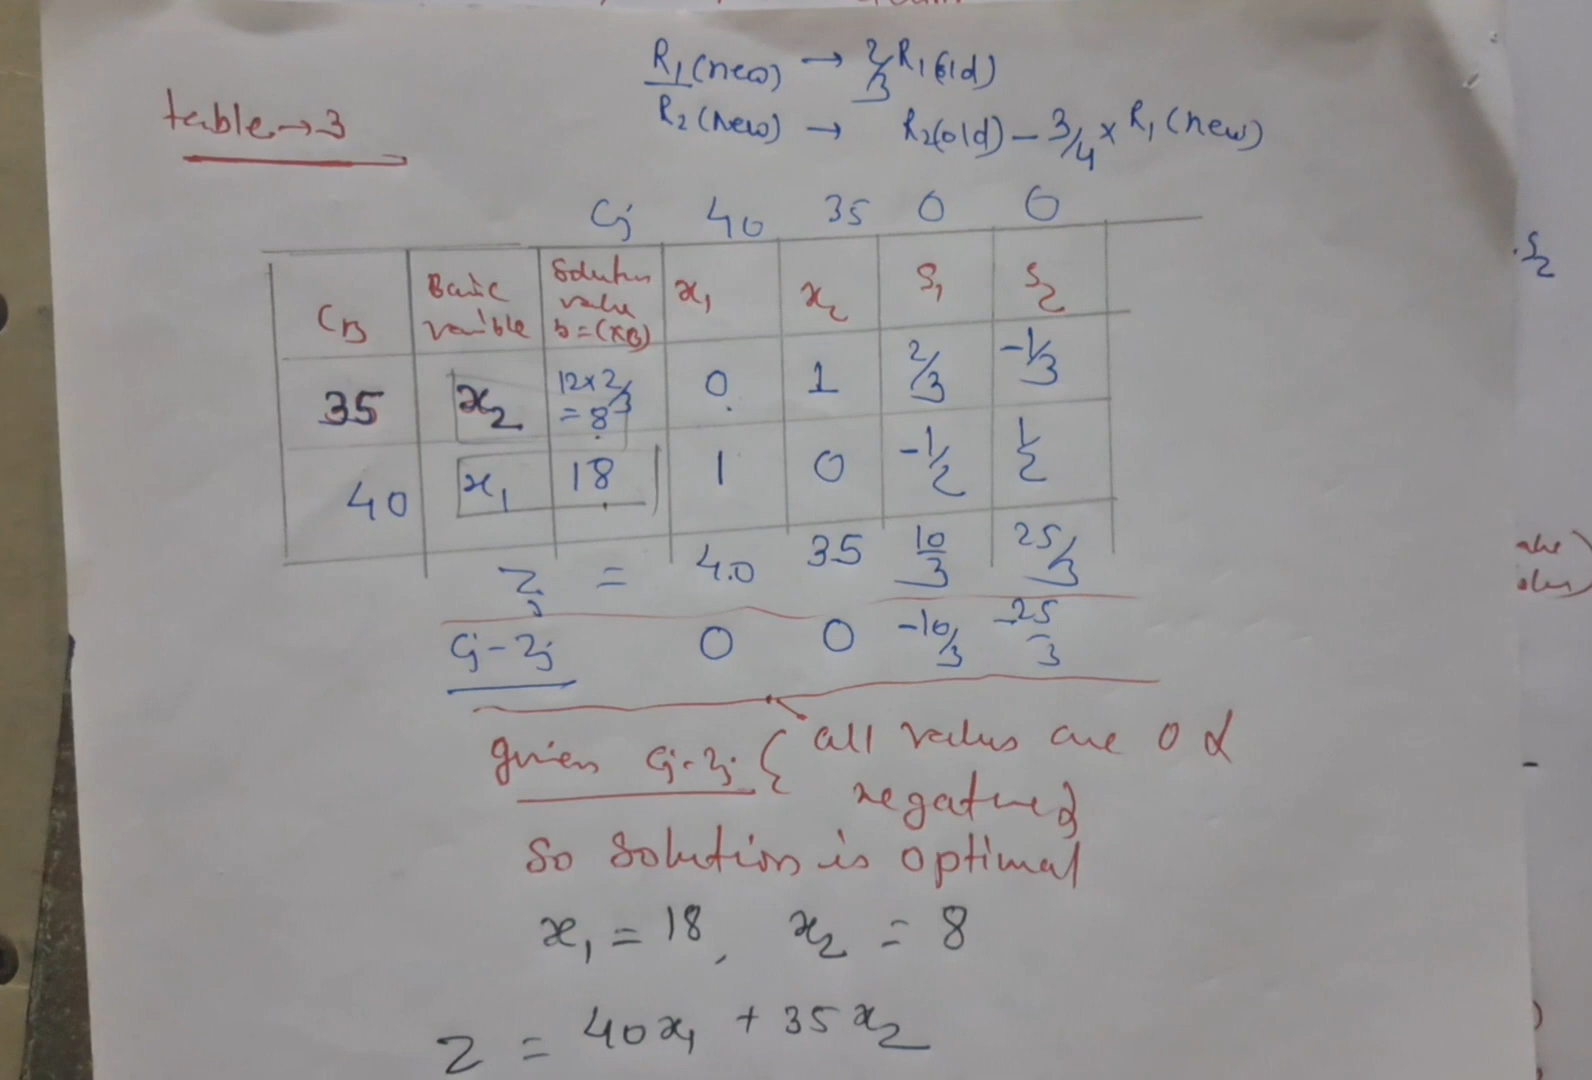 R₁(new) → 2/3 R₁(old)
R₂(new) → R₂(old) - 3/4 × R₁(new)
table → 3
Cj 40 35 0 0
CB Basic varible Solution value b=(XB) x₁ x₂ S₁ S₂
35 x₂ 12×2/3 = 8 0 1 2/3 -1/3
40 x₁ 18 1 0 -1/2 1/2
Zj = 40 35 10/3 25/3
Cj - Zj 0 0 -10/3 -25/3
given Cj-Zj { all values are 0 &
negative}
So solution is optimal
x₁ = 18, x₂ = 8
Z = 40x₁ + 35x₂
S₂